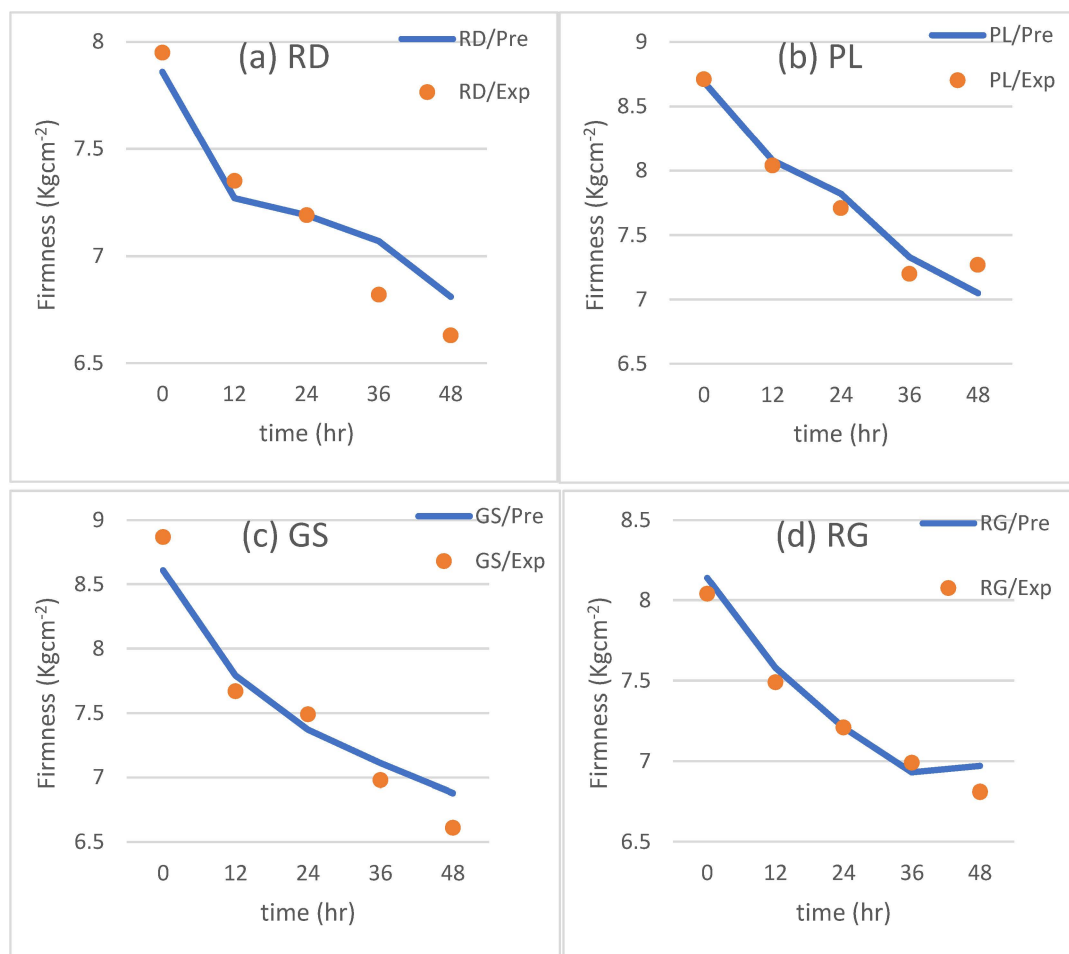 (a) RD
RD/Pre
RD/Exp
8
7.5
7
6.5
Firmness (Kgcm-2)
0 12 24 36 48
time (hr)
(b) PL
PL/Pre
PL/Exp
9
8.5
8
7.5
7
6.5
Firmness (Kgcm-2)
0 12 24 36 48
time (hr)
(c) GS
GS/Pre
GS/Exp
9
8.5
8
7.5
7
6.5
Firmness (Kgcm-2)
0 12 24 36 48
time (hr)
(d) RG
RG/Pre
RG/Exp
8.5
8
7.5
7
6.5
Firmness (Kgcm-2)
0 12 24 36 48
time (hr)